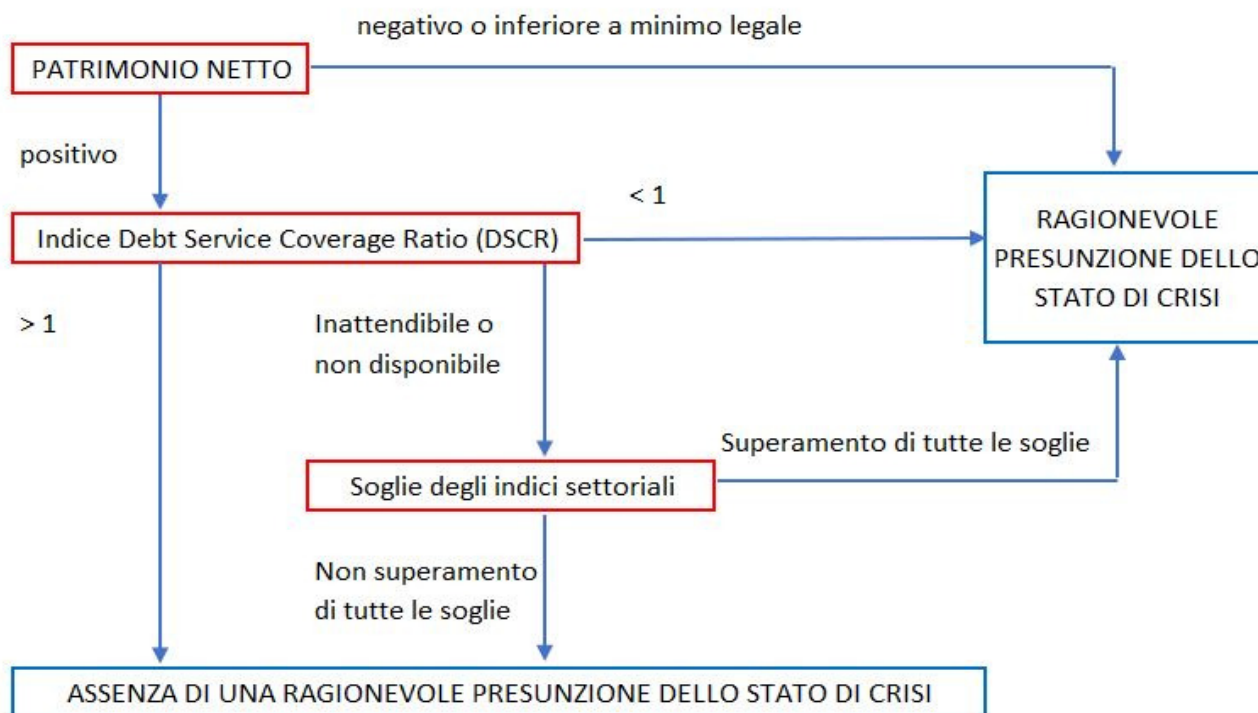 negativo o inferiore a minimo legale
PATRIMONIO NETTO
positivo
< 1
Indice Debt Service Coverage Ratio (DSCR)
RAGIONEVOLE
PRESUNZIONE DELLO
STATO DI CRISI
> 1
Inattendibile o
non disponibile
Superamento di tutte le soglie
Soglie degli indici settoriali
Non superamento
di tutte le soglie
ASSENZA DI UNA RAGIONEVOLE PRESUNZIONE DELLO STATO DI CRISI